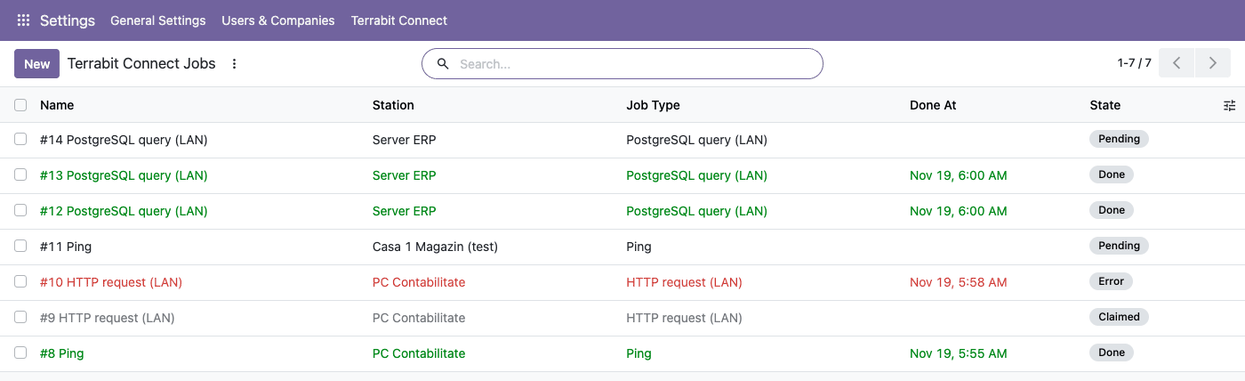 Settings General Settings Users & Companies Terrabit Connect
New Terrabit Connect Jobs Search... 1-7 / 7
Name Station Job Type Done At State
#14 PostgreSQL query (LAN) Server ERP PostgreSQL query (LAN) Pending
#13 PostgreSQL query (LAN) Server ERP PostgreSQL query (LAN) Nov 19, 6:00 AM Done
#12 PostgreSQL query (LAN) Server ERP PostgreSQL query (LAN) Nov 19, 6:00 AM Done
#11 Ping Casa 1 Magazin (test) Ping Pending
#10 HTTP request (LAN) PC Contabilitate HTTP request (LAN) Nov 19, 5:58 AM Error
#9 HTTP request (LAN) PC Contabilitate HTTP request (LAN) Claimed
#8 Ping PC Contabilitate Ping Nov 19, 5:55 AM Done